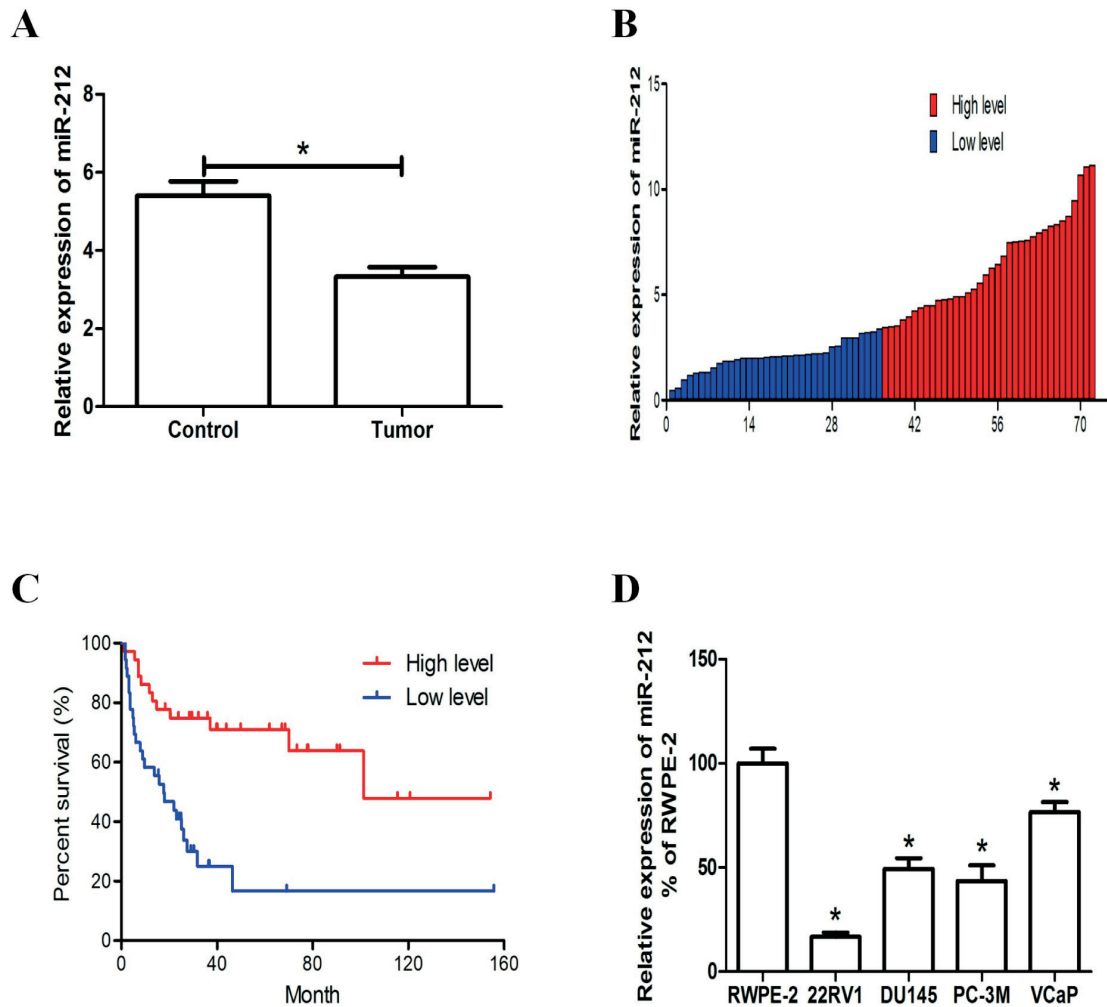 A
Relative expression of miR-212
8
6
4
2
0
*
Control
Tumor
B
Relative expression of miR-212
15
10
5
0
High level
Low level
0
14
28
42
56
70
C
Percent survival (%)
100
80
60
40
20
0
High level
Low level
0
40
80
120
160
Month
D
Relative expression of miR-212
% of RWPE-2
150
100
50
0
*
*
*
*
RWPE-2
22RV1
DU145
PC-3M
VCaP